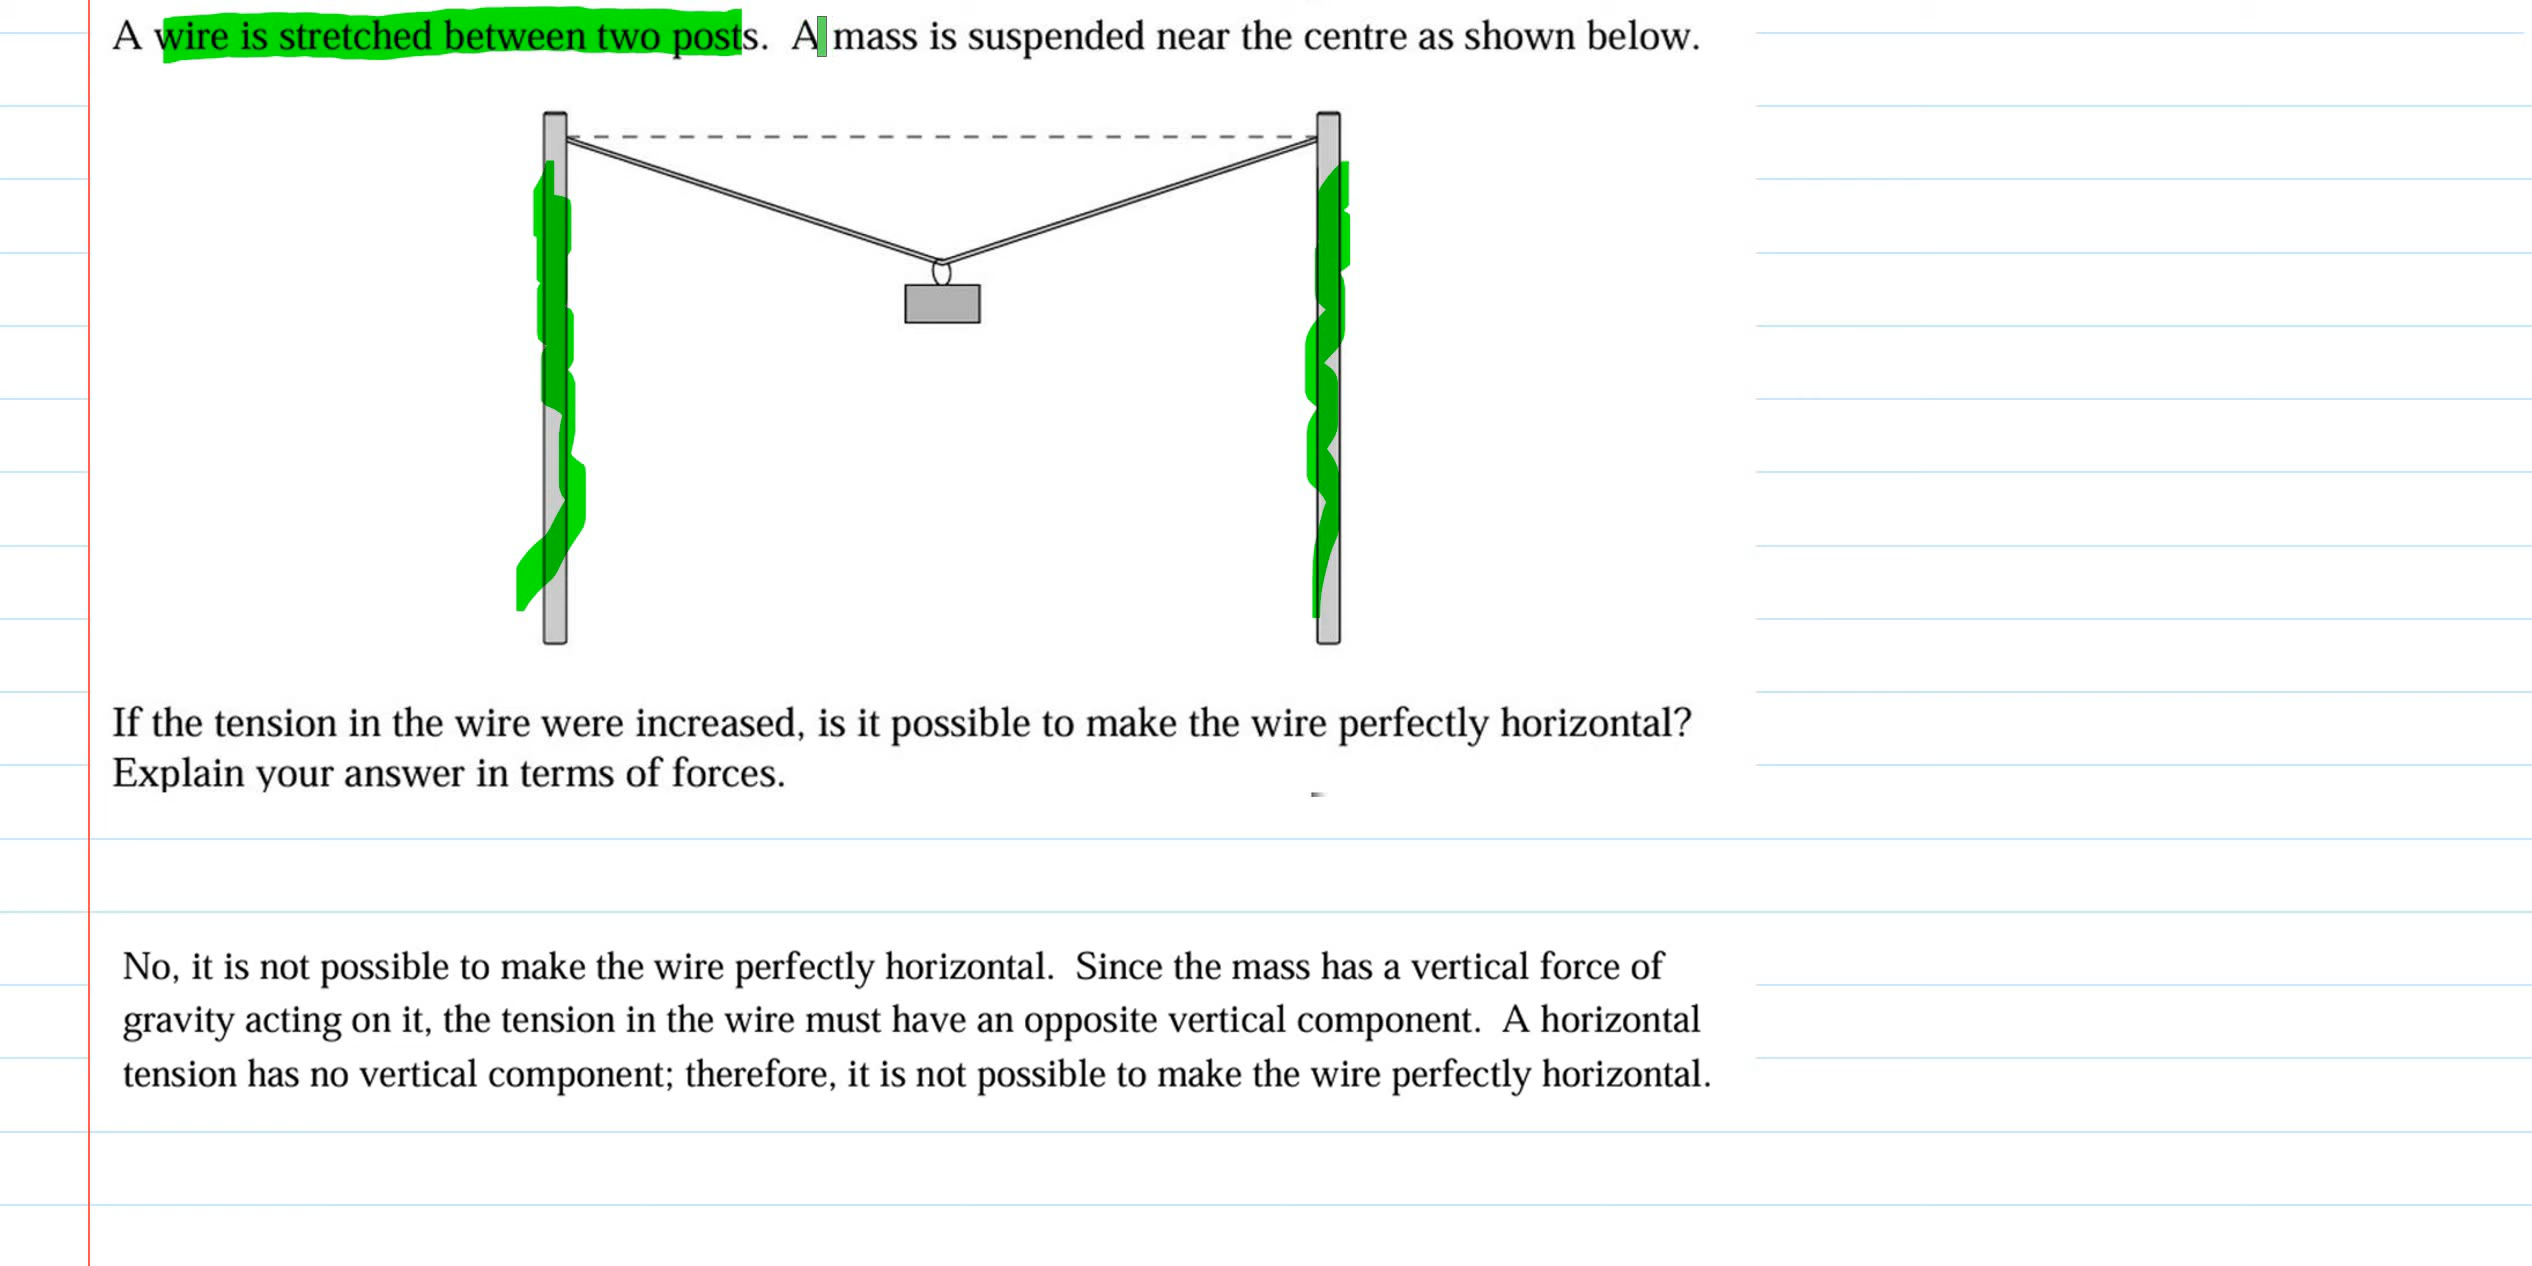 A wire is stretched between two posts. A mass is suspended near the centre as shown below.
If the tension in the wire were increased, is it possible to make the wire perfectly horizontal?
Explain your answer in terms of forces.
No, it is not possible to make the wire perfectly horizontal. Since the mass has a vertical force of
gravity acting on it, the tension in the wire must have an opposite vertical component. A horizontal
tension has no vertical component; therefore, it is not possible to make the wire perfectly horizontal.